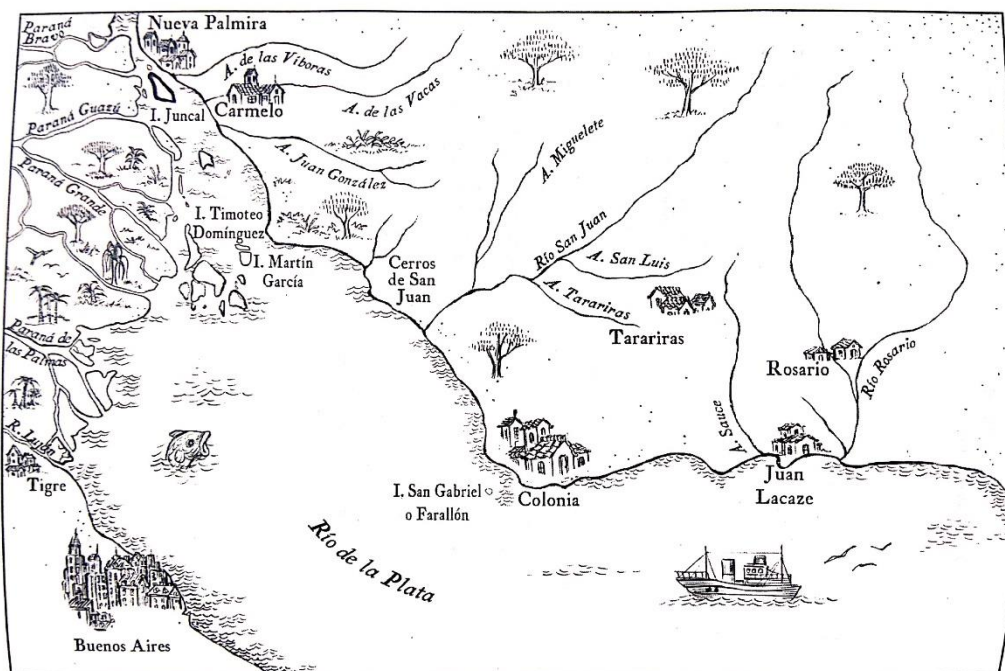 Paraná
Bravo
Nueva Palmira
A. de las Víboras
A. de las Vacas
Carmelo
I. Juncal
Paraná Guazú
A. Juan González
A. Miguelete
Paraná Grande
I. Timoteo
Domínguez
I. Martín
García
Cerros
de San
Juan
Río San Juan
A. San Luis
A. Tarariras
Tarariras
Paraná de
las Palmas
Rosario
Río Rosario
A. Sauce
R. Luján
Tigre
I. San Gabriel
o Farallón
Colonia
Juan
Lacaze
Río de la Plata
Buenos Aires